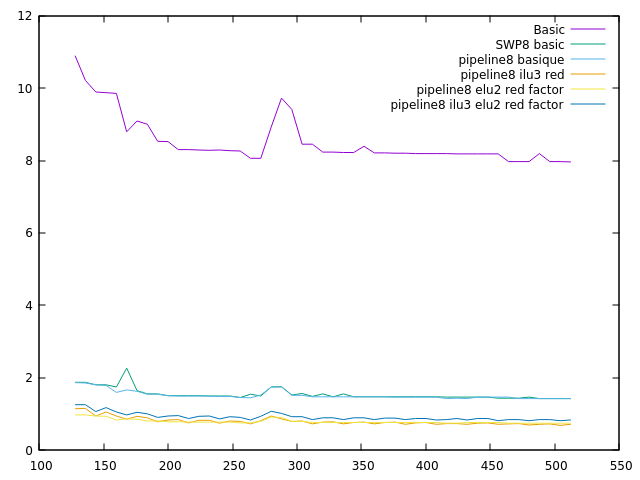 12
10
8
6
4
2
0
Basic
SWP8 basic
pipeline8 basique
pipeline8 ilu3 red
pipeline8 elu2 red factor
pipeline8 ilu3 elu2 red factor
100 150 200 250 300 350 400 450 500 550